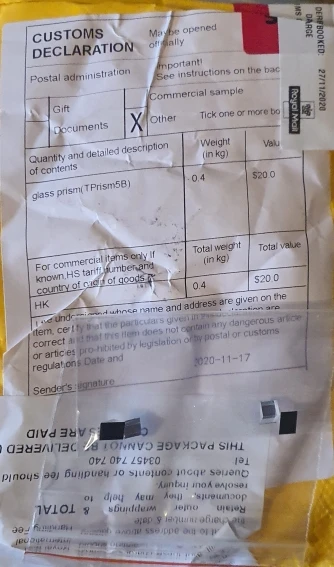 CUSTOMS
DECLARATION
May be opened
officially
Postal administration
Important!
See instructions on the bac
Gift
Documents
Commercial sample
X
Other
Tick one or more bo
Quantity and detailed description
of contents
Weight
(in kg)
Valu
glass prism(TPrism5B)
0.4
$20.0
For commercial items only if
known,HS tariff number and
country of origin of goods
HK
Total weight
(in kg)
Total value
0.4
$20.0
whose name and address are given on the
item, certify that the particulars given in
correct and that this item does not contain any dangerous article
or articles prohibited by legislation or by postal or customs
regulations Date and
2020-11-17
Sender's signature
27/11/2020
Royal Mail
ARE PAID
THIS PACKAGE CANNOT BE DELIVERED
Tel 03457 740 740
Queries about contents or handling fee should
resolve your inquiry.
documents, they may help to
Retain outer wrappings &
TOTAL
the charge number & date
Handling Fee
International